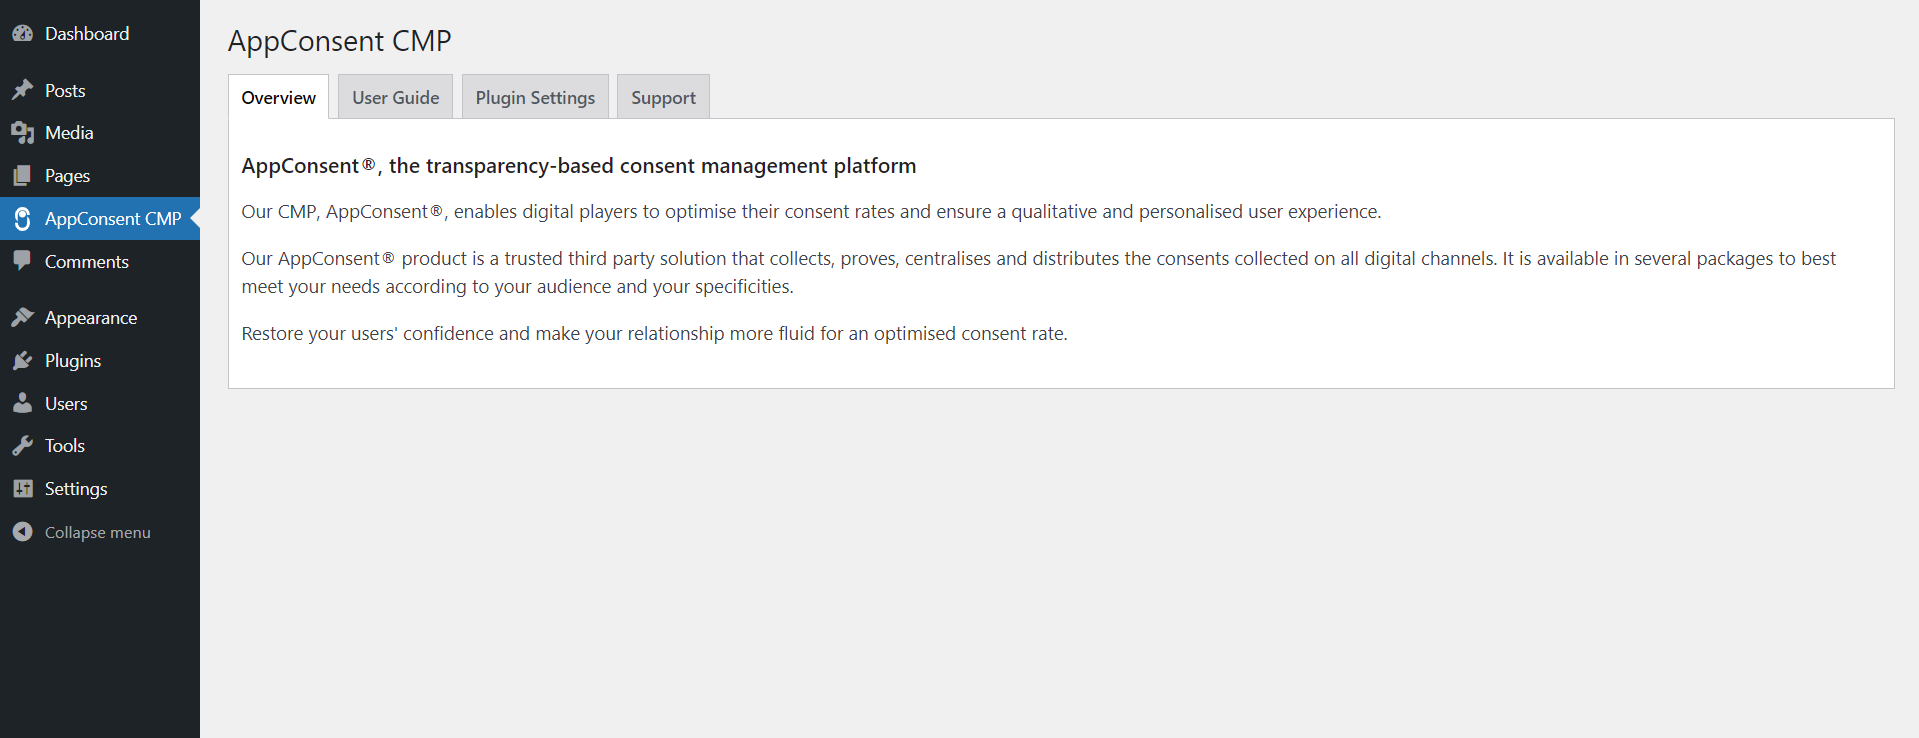 Dashboard
Posts
Media
Pages
AppConsent CMP
Comments
Appearance
Plugins
Users
Tools
Settings
Collapse menu
AppConsent CMP
Overview
User Guide
Plugin Settings
Support
AppConsent®, the transparency-based consent management platform
Our CMP, AppConsent®, enables digital players to optimise their consent rates and ensure a qualitative and personalised user experience.
Our AppConsent® product is a trusted third party solution that collects, proves, centralises and distributes the consents collected on all digital channels. It is available in several packages to best
meet your needs according to your audience and your specificities.
Restore your users' confidence and make your relationship more fluid for an optimised consent rate.